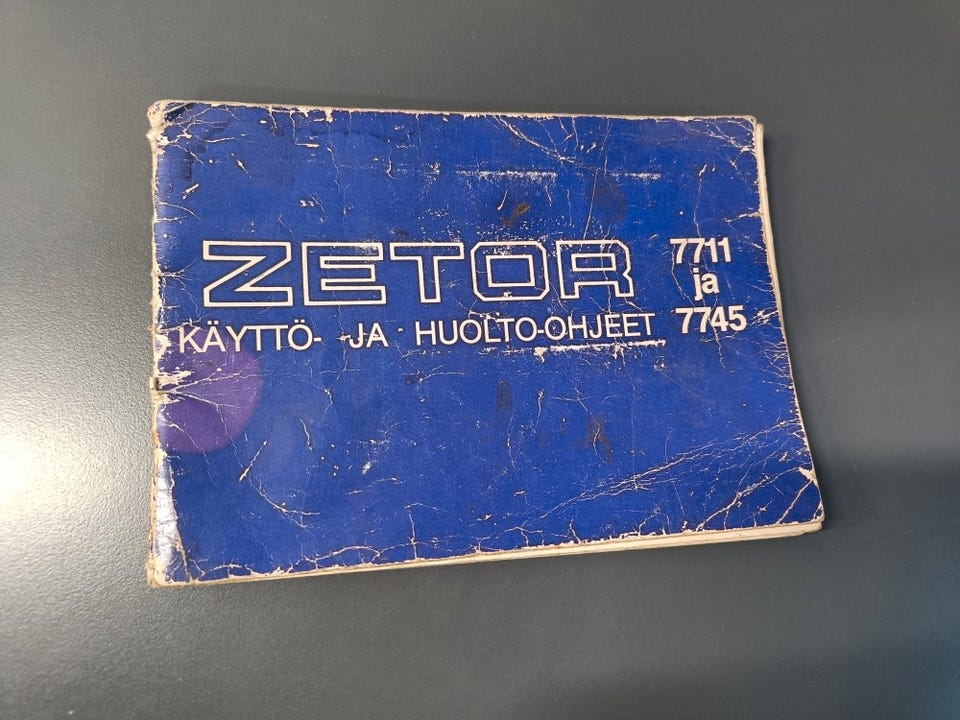 ZETOR 7711
ja
KÄYTTÖ- JA HUOLTO-OHJEET 7745